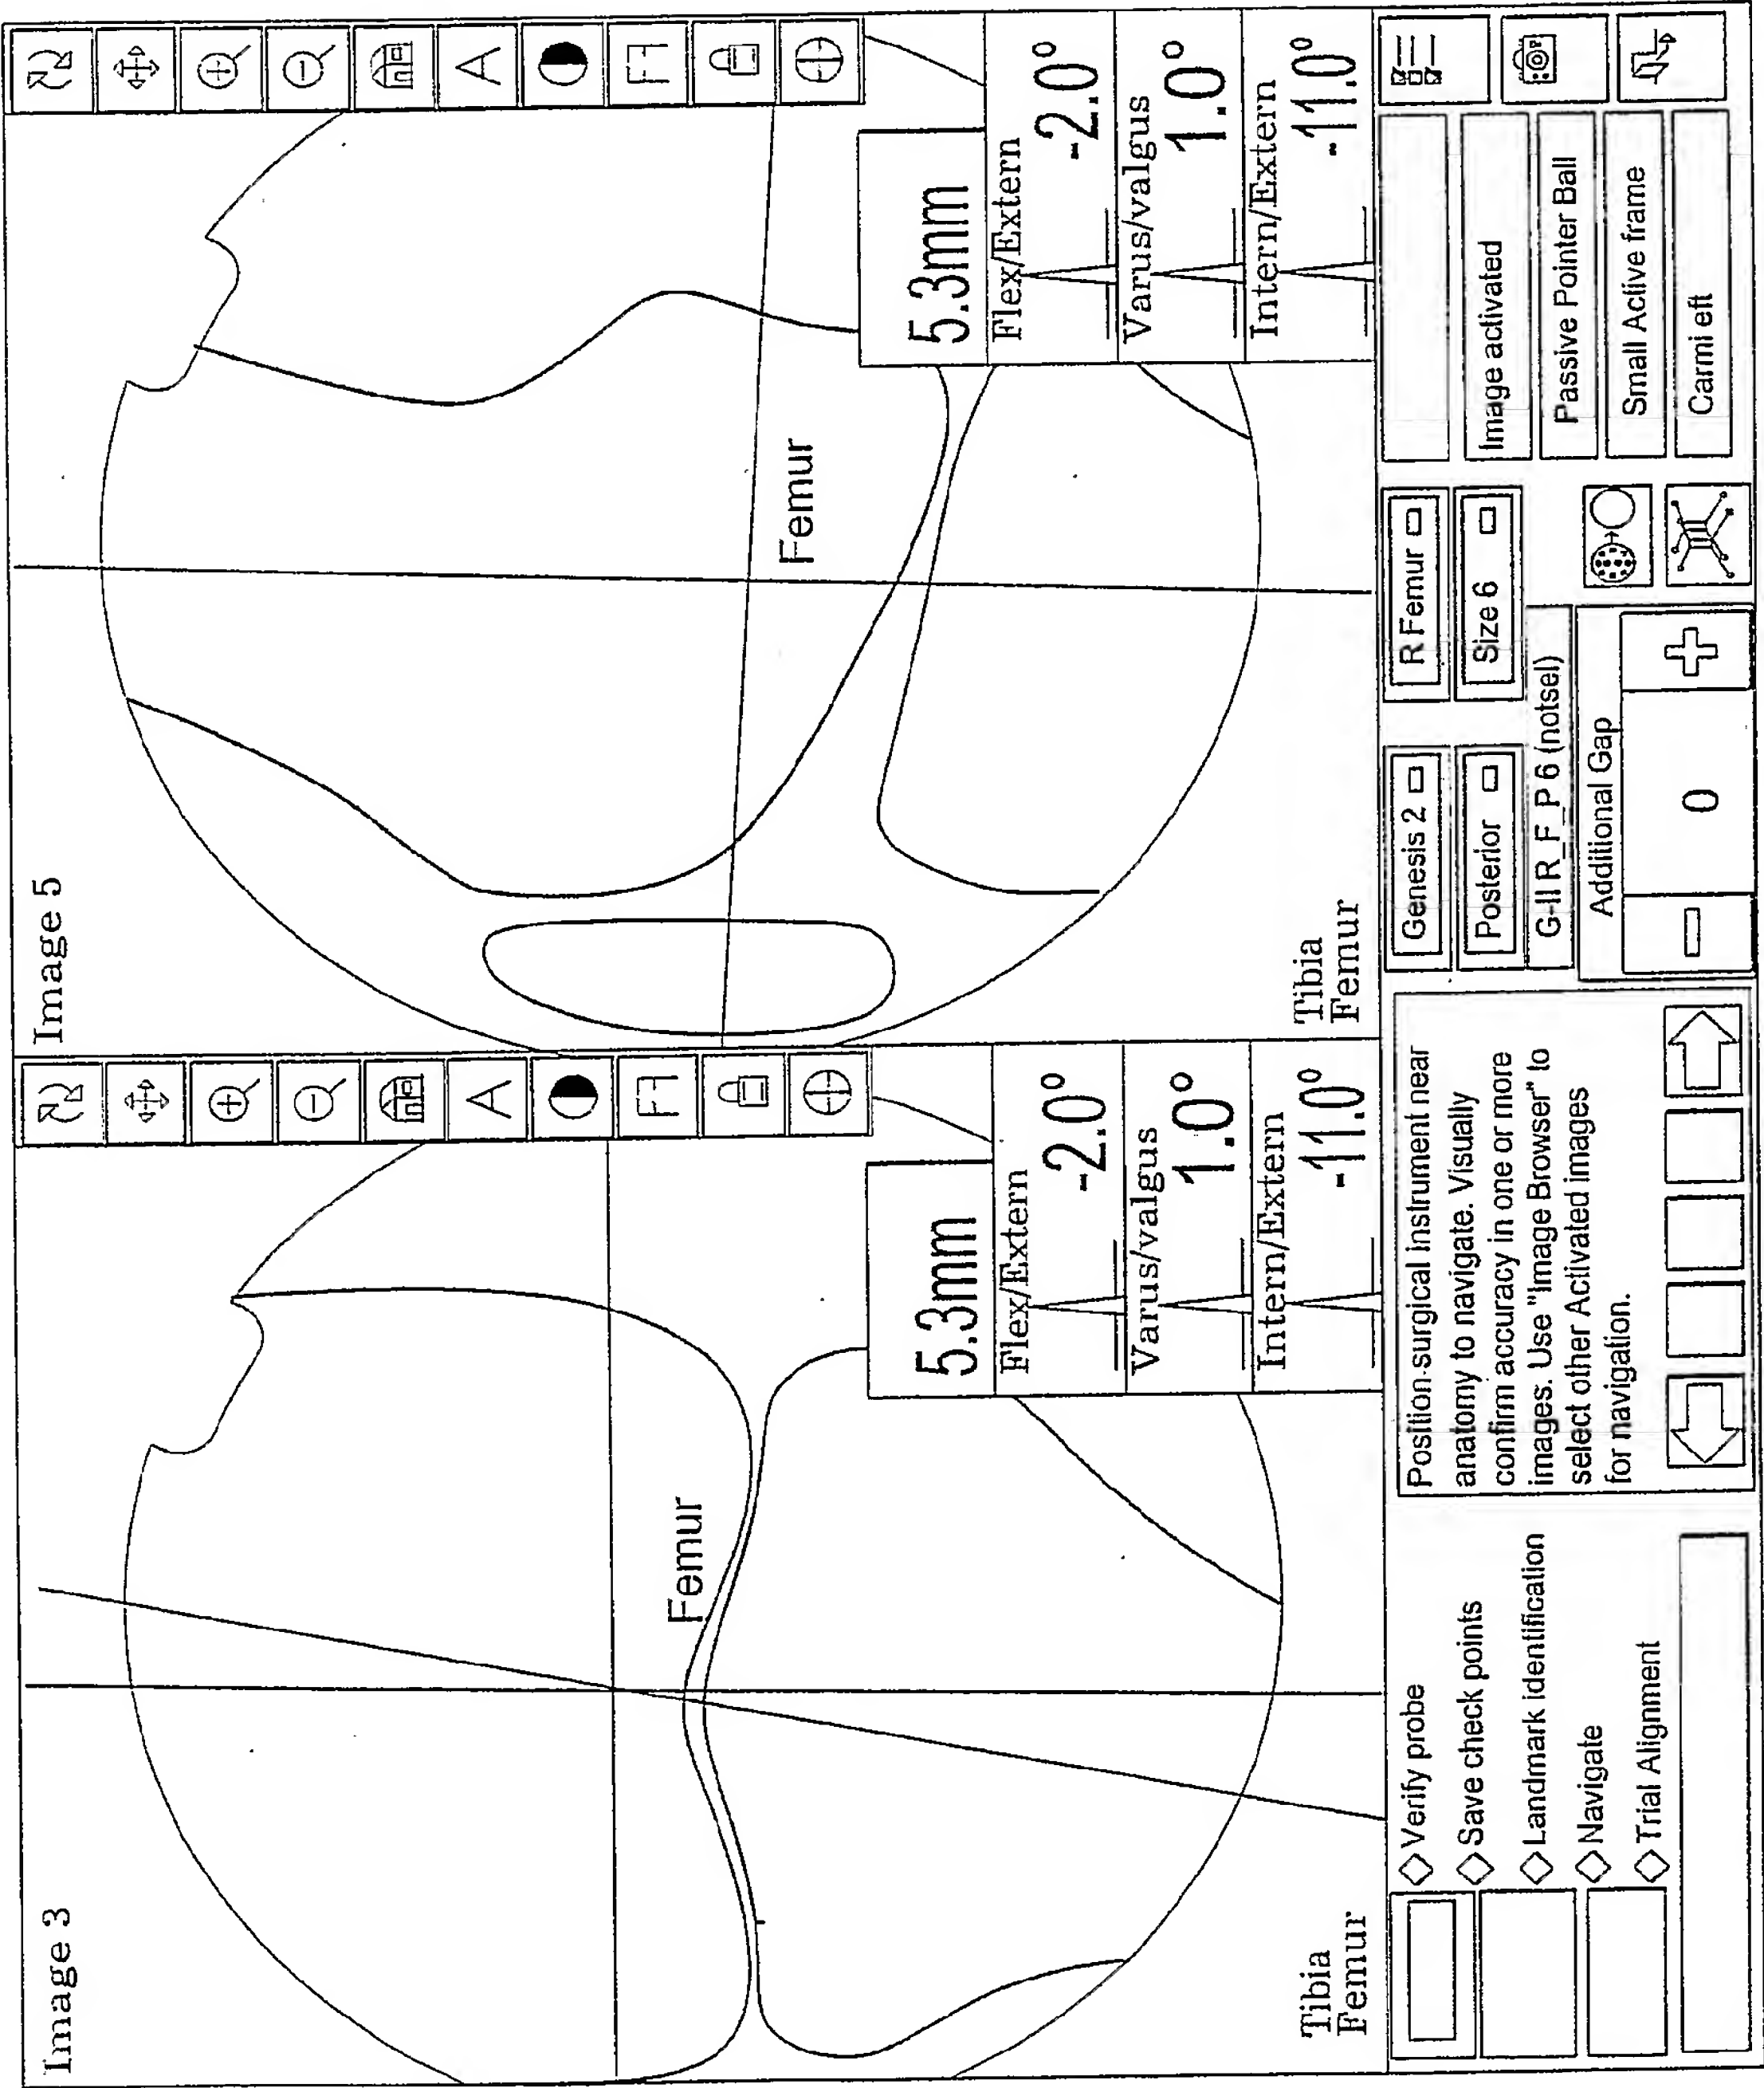 Image 3
A
Femur
5.3mm
Flex/Extern
-2.0°
Varus/valgus
1.0°
Intern/Extern
-11.0°
Tibia
Femur
Image 5
A
Femur
5.3mm
Flex/Extern
-2.0°
Varus/valgus
1.0°
Intern/Extern
-11.0°
Tibia
Femur
Verify probe
Save check points
Landmark identification
Navigate
Trial Alignment
Position surgical instrument near
anatomy to navigate. Visually
confirm accuracy in one or more
images. Use "Image Browser" to
select other Activated images
for navigation.
Genesis 2
R Femur
Posterior
Size 6
G-II R_F_P 6 (notsel)
Additional Gap
0
Image activated
Passive Pointer Ball
Small Active frame
Carmi eft